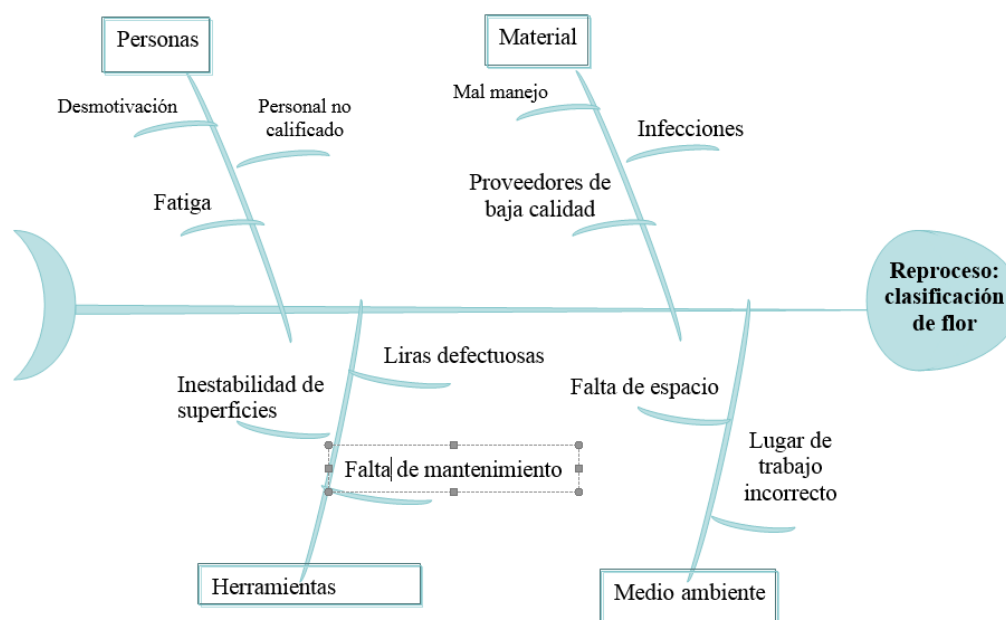 Personas
Material
Desmotivación
Personal no
calificado
Mal manejo
Infecciones
Fatiga
Proveedores de
baja calidad
Reproceso:
clasificación
de flor
Liras defectuosas
Inestabilidad de
superficies
Falta de espacio
Falta de mantenimiento
Lugar de
trabajo
incorrecto
Herramientas
Medio ambiente